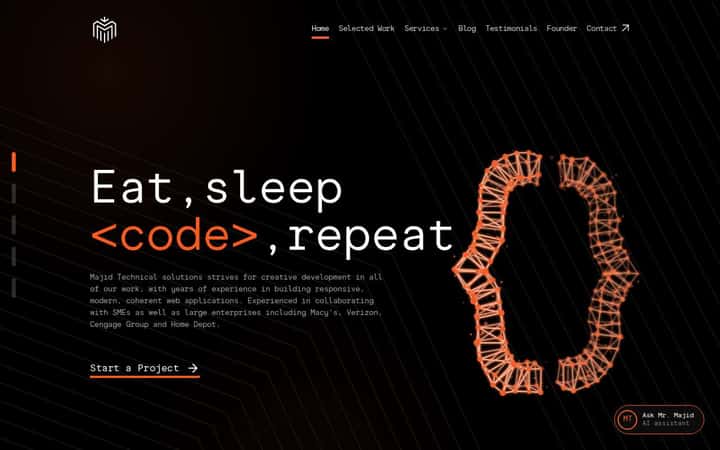 Home Selected Work Services Blog Testimonials Founder Contact
Eat,sleep
<code>,repeat
Majid Technical solutions strives for creative development in all
of our work, with years of experience in building responsive,
modern, coherent web applications. Experienced in collaborating
with SMEs as well as large enterprises including Macy's, Verizon,
Cengage Group and Home Depot.
Start a Project
MT
Ask Mr. Majid
AI assistant